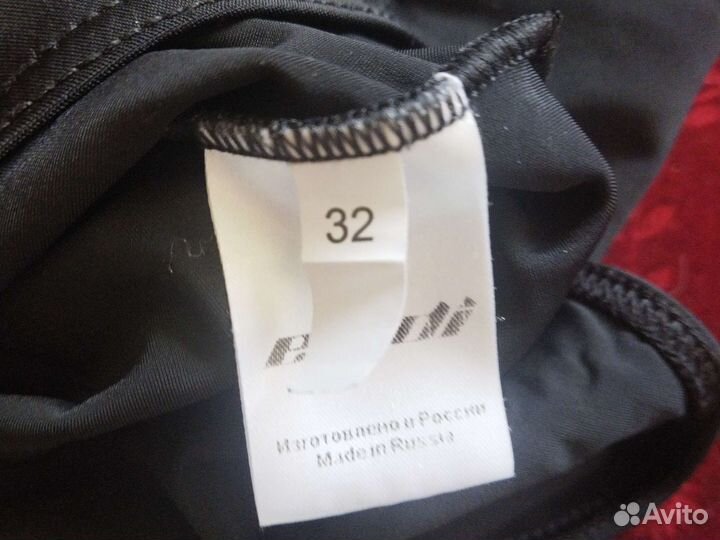 32
Изготовлено в России
Made in Russia
Avito